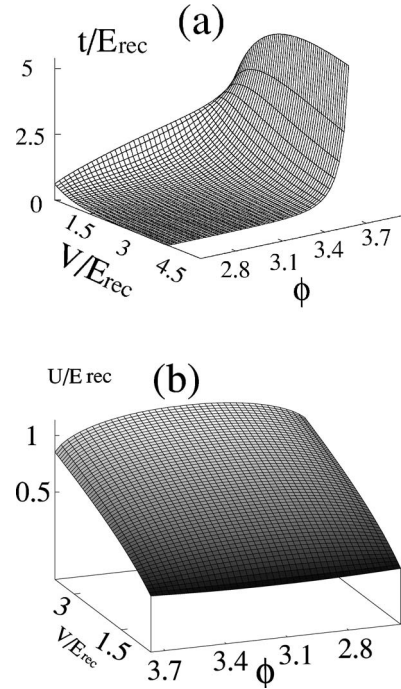 (a)
t/Erec
5
2.5
0
1.5
3
4.5
V/Erec
2.8
3.1
3.4
3.7
ϕ
(b)
U/E rec
1
0.5
3
1.5
V/Erec
3.7
3.4
3.1
2.8
ϕ